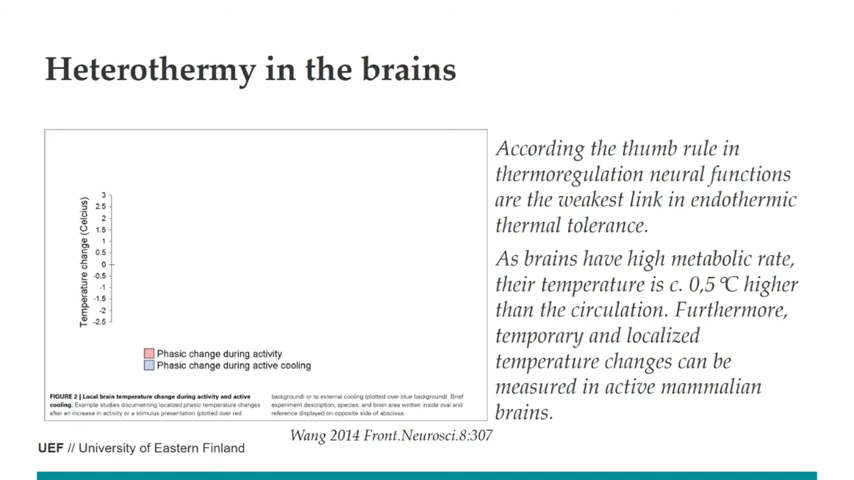 Heterothermy in the brains
Temperature change (Celcius)
3
2.5
2
1.5
1
0.5
0
-0.5
-1
-1.5
-2
-2.5
Phasic change during activity
Phasic change during active cooling
FIGURE 2 | Local brain temperature change during activity and active
cooling. Example studies documenting localized phasic temperature changes
after an increase in activity or a stimulus presentation (plotted over red
background) or to external cooling (plotted over blue background). Brief
experiment description, species, and brain area written inside oval and
reference displayed on opposite side of abscissa.
According the thumb rule in
thermoregulation neural functions
are the weakest link in endothermic
thermal tolerance.
As brains have high metabolic rate,
their temperature is c. 0,5 °C higher
than the circulation. Furthermore,
temporary and localized
temperature changes can be
measured in active mammalian
brains.
Wang 2014 Front.Neurosci.8:307
UEF // University of Eastern Finland